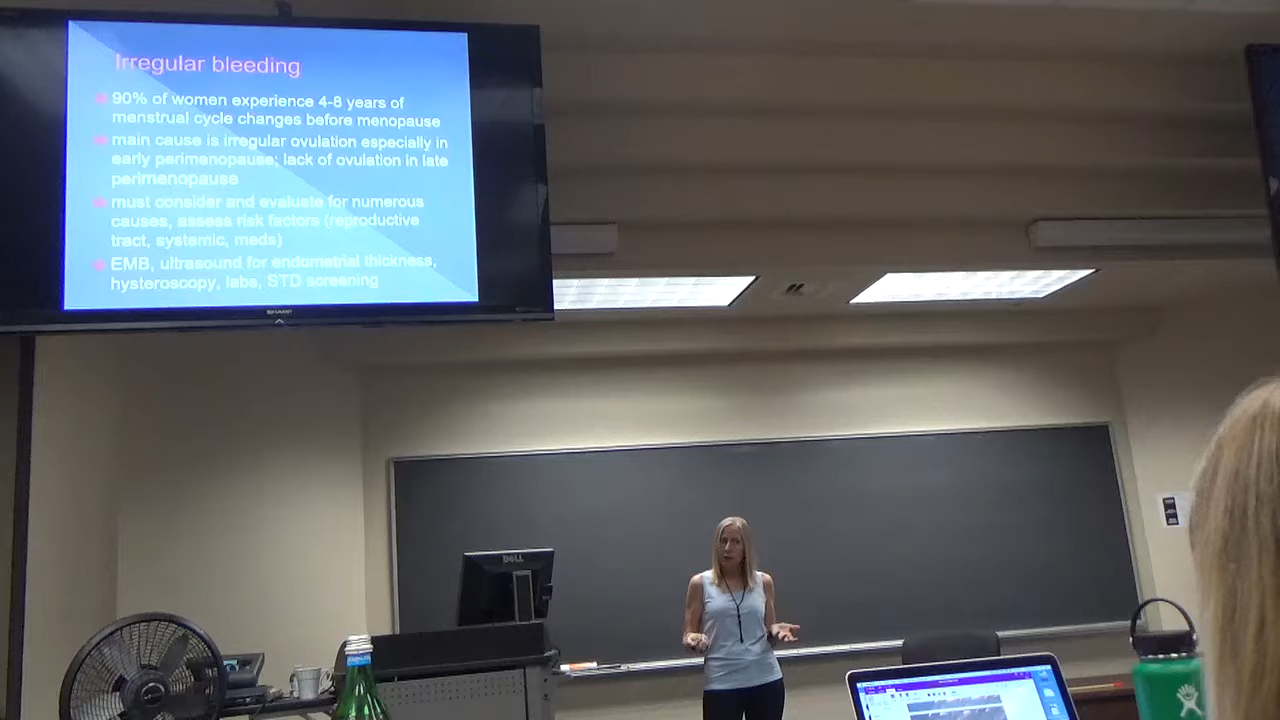 Irregular bleeding
90% of women experience 4-8 years of
menstrual cycle changes before menopause
main cause is irregular ovulation especially in
early perimenopause; lack of ovulation in late
perimenopause
must consider and evaluate for numerous
causes, assess risk factors (reproductive
tract, systemic, meds)
EMB, ultrasound for endometrial thickness,
hysteroscopy, labs, STD screening
SHARP
DELL